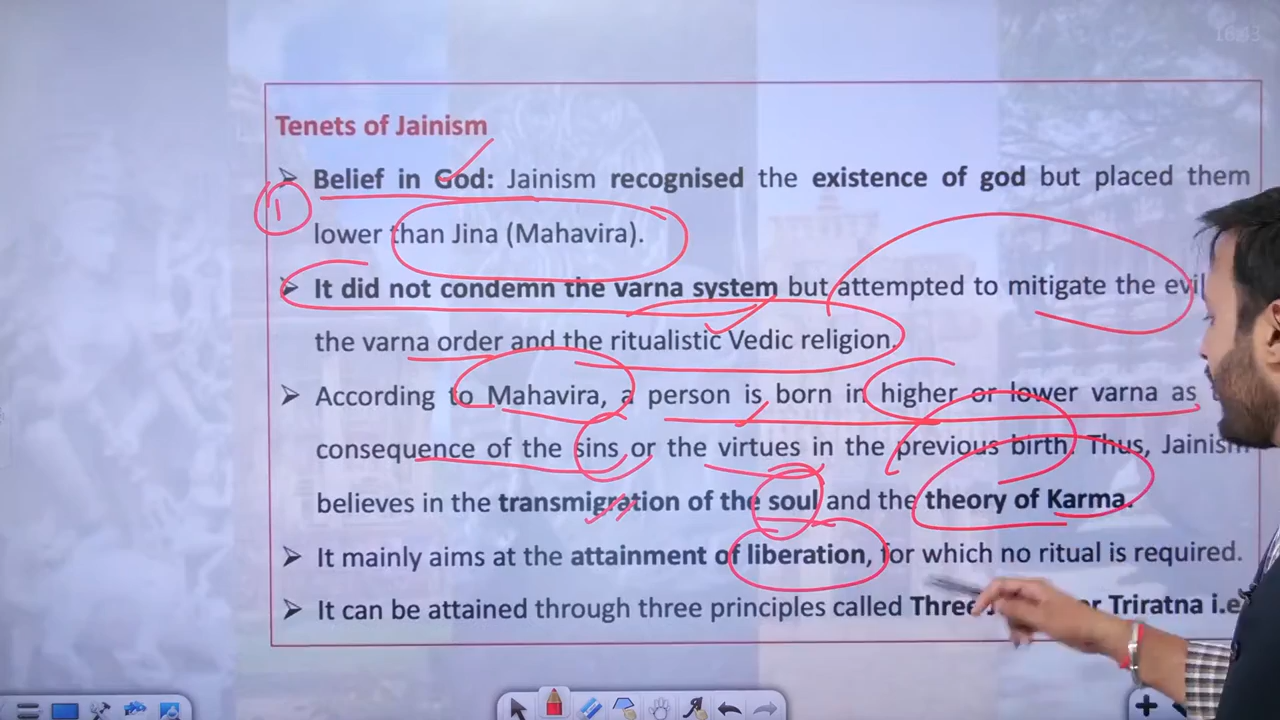 16:43
Tenets of Jainism
➢ Belief in God: Jainism recognised the existence of god but placed them
1
lower than Jina (Mahavira).
➢ It did not condemn the varna system but attempted to mitigate the
the varna order and the ritualistic Vedic religion.
➢ According to Mahavira, a person is born in higher or lower varna as
consequence of the sins or the virtues in the previous birth. Thus, Jainism
believes in the transmigration of the soul and the theory of Karma.
➢ It mainly aims at the attainment of liberation, for which no ritual is required.
➢ It can be attained through three principles called Three Triratna i.e